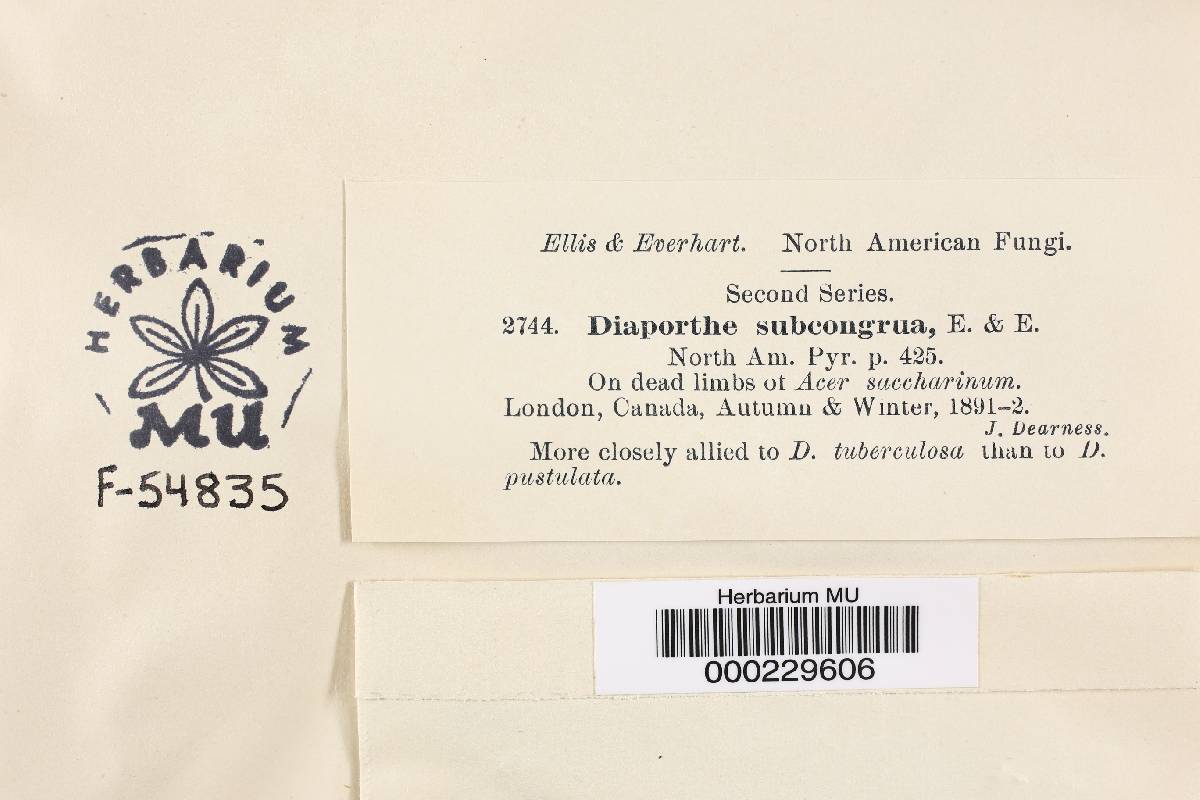 HERBARIUM
MU
F-54835
Ellis & Everhart. North American Fungi.
Second Series.
2744. Diaporthe subcongrua, E. & E.
North Am. Pyr. p. 425.
On dead limbs of Acer saccharinum.
London, Canada, Autumn & Winter, 1891-2.
J. Dearness.
More closely allied to D. tuberculosa than to D.
pustulata.
Herbarium MU
000229606